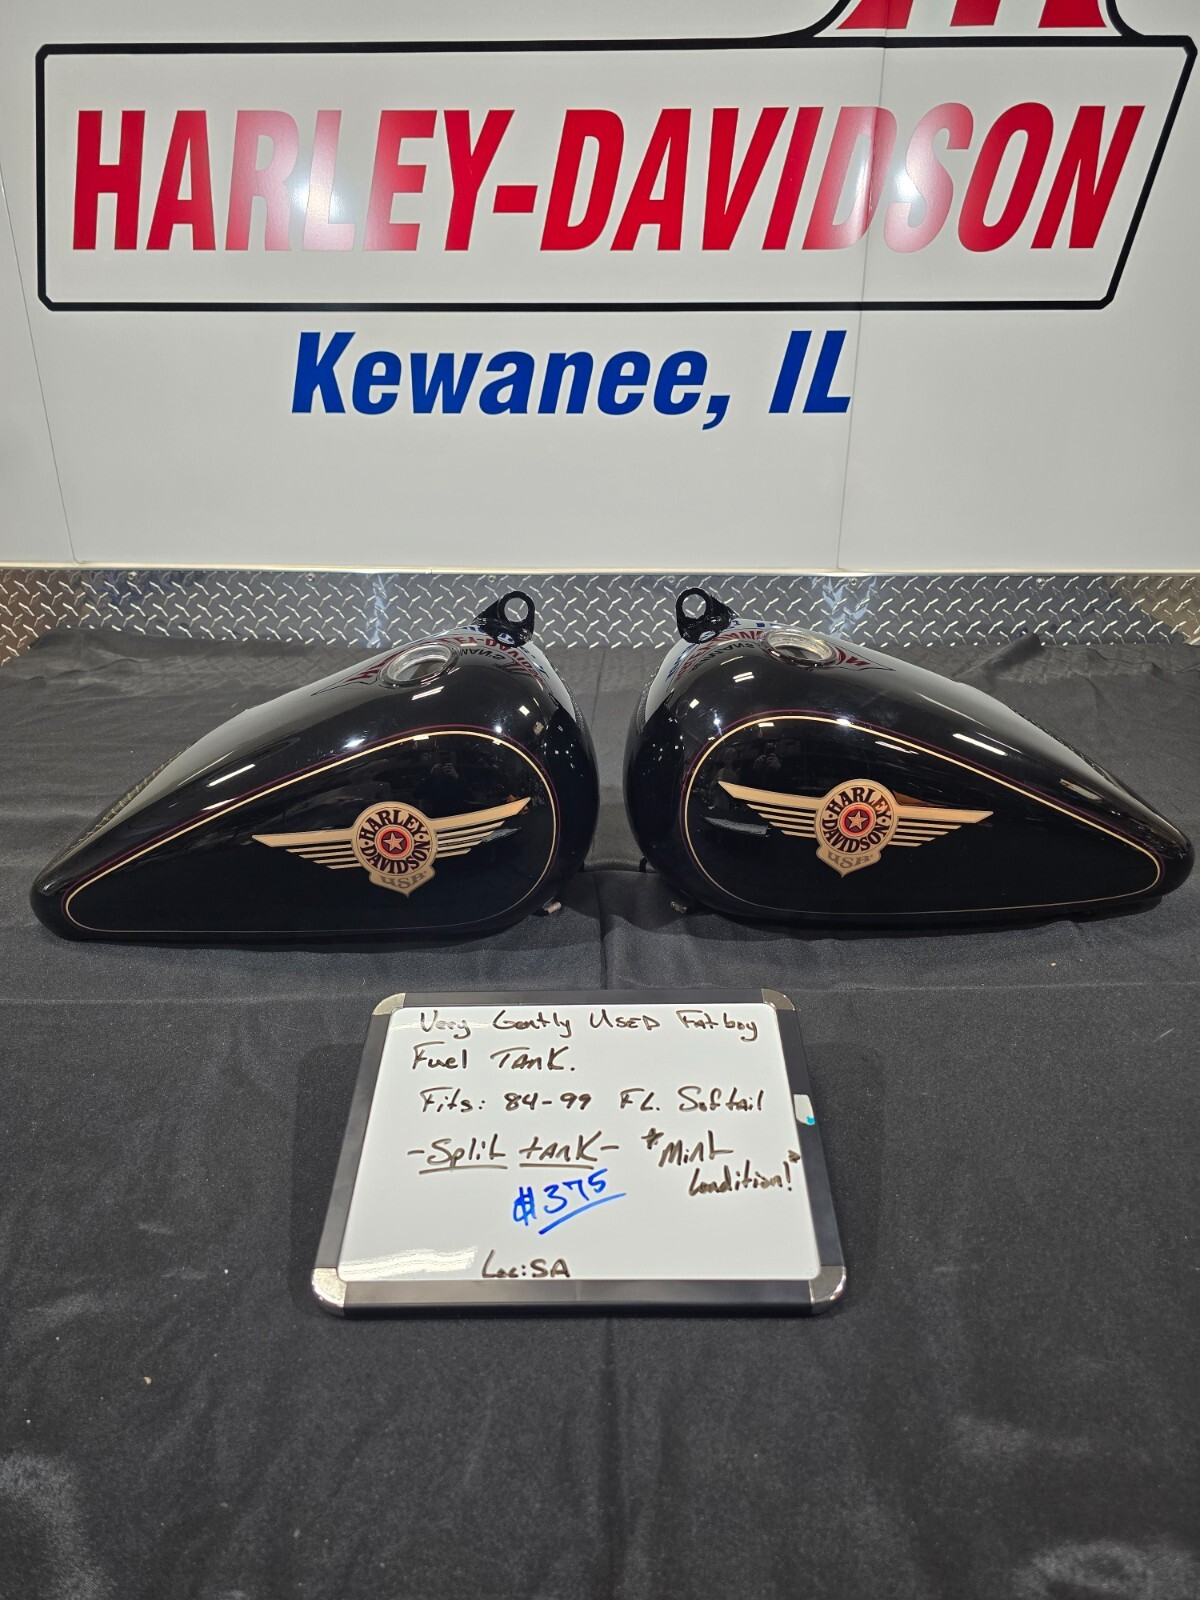 HARLEY-DAVIDSON
Kewanee, IL
HARLEY-
DAVIDSON
USA
HARLEY-
DAVIDSON
USA
Very Gently USED Fatboy
Fuel TANK.
Fits: 84-99 FL. Softail
-Split tANK- *Mint
Condition!*
$375
Loc:SA